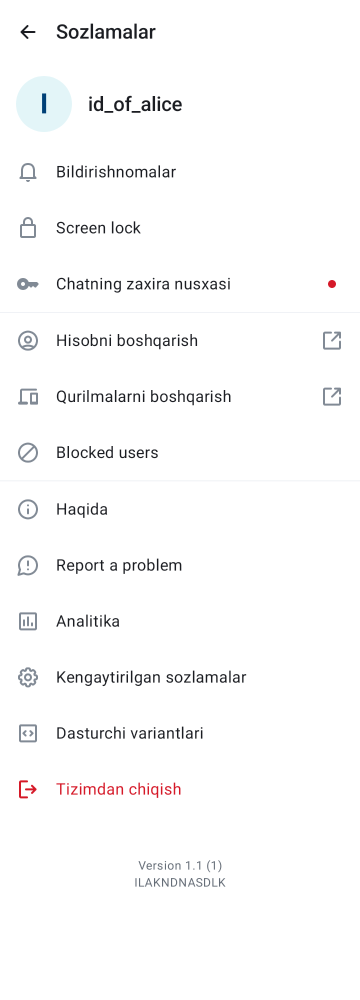 Sozlamalar
I
id_of_alice
Bildirishnomalar
Screen lock
Chatning zaxira nusxasi
Hisobni boshqarish
Qurilmalarni boshqarish
Blocked users
Haqida
Report a problem
Analitika
Kengaytirilgan sozlamalar
Dasturchi variantlari
Tizimdan chiqish
Version 1.1 (1)
ILAKNDNASDLK